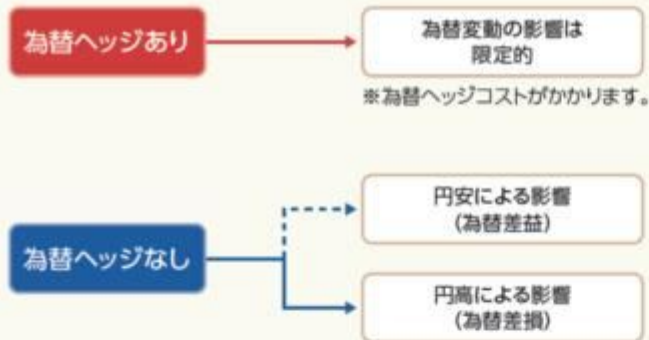 為替ヘッジあり
為替変動の影響は
限定的
※為替ヘッジコストがかかります。
為替ヘッジなし
円安による影響
(為替差益)
円高による影響
(為替差損)